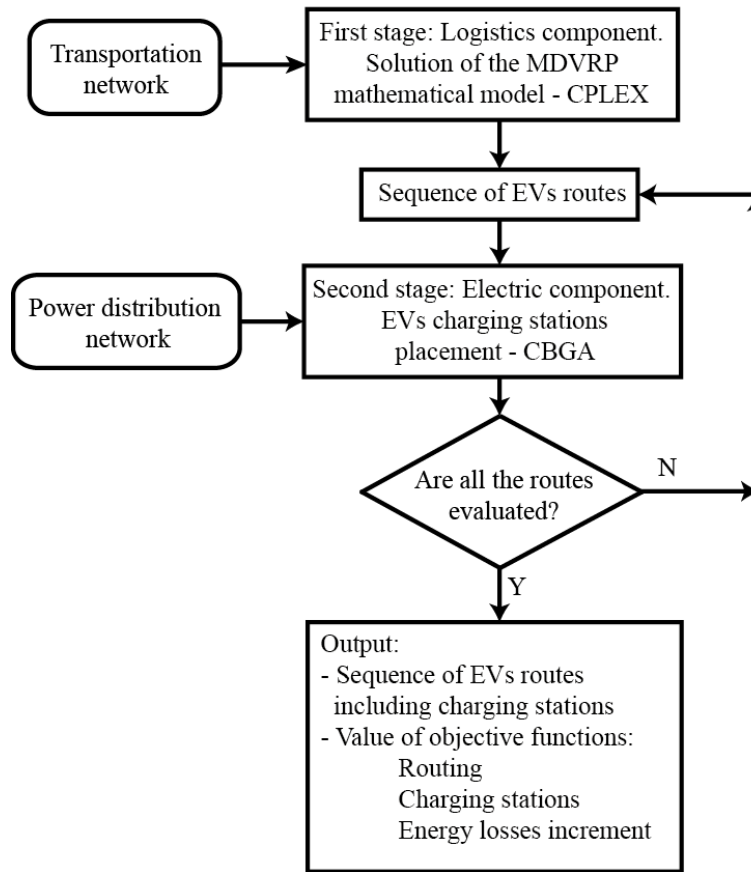 Transportation
network
First stage: Logistics component.
Solution of the MDVRP
mathematical model - CPLEX
Sequence of EVs routes
Power distribution
network
Second stage: Electric component.
EVs charging stations
placement - CBGA
Are all the routes
evaluated?
N
Y
Output:
- Sequence of EVs routes
including charging stations
- Value of objective functions:
Routing
Charging stations
Energy losses increment